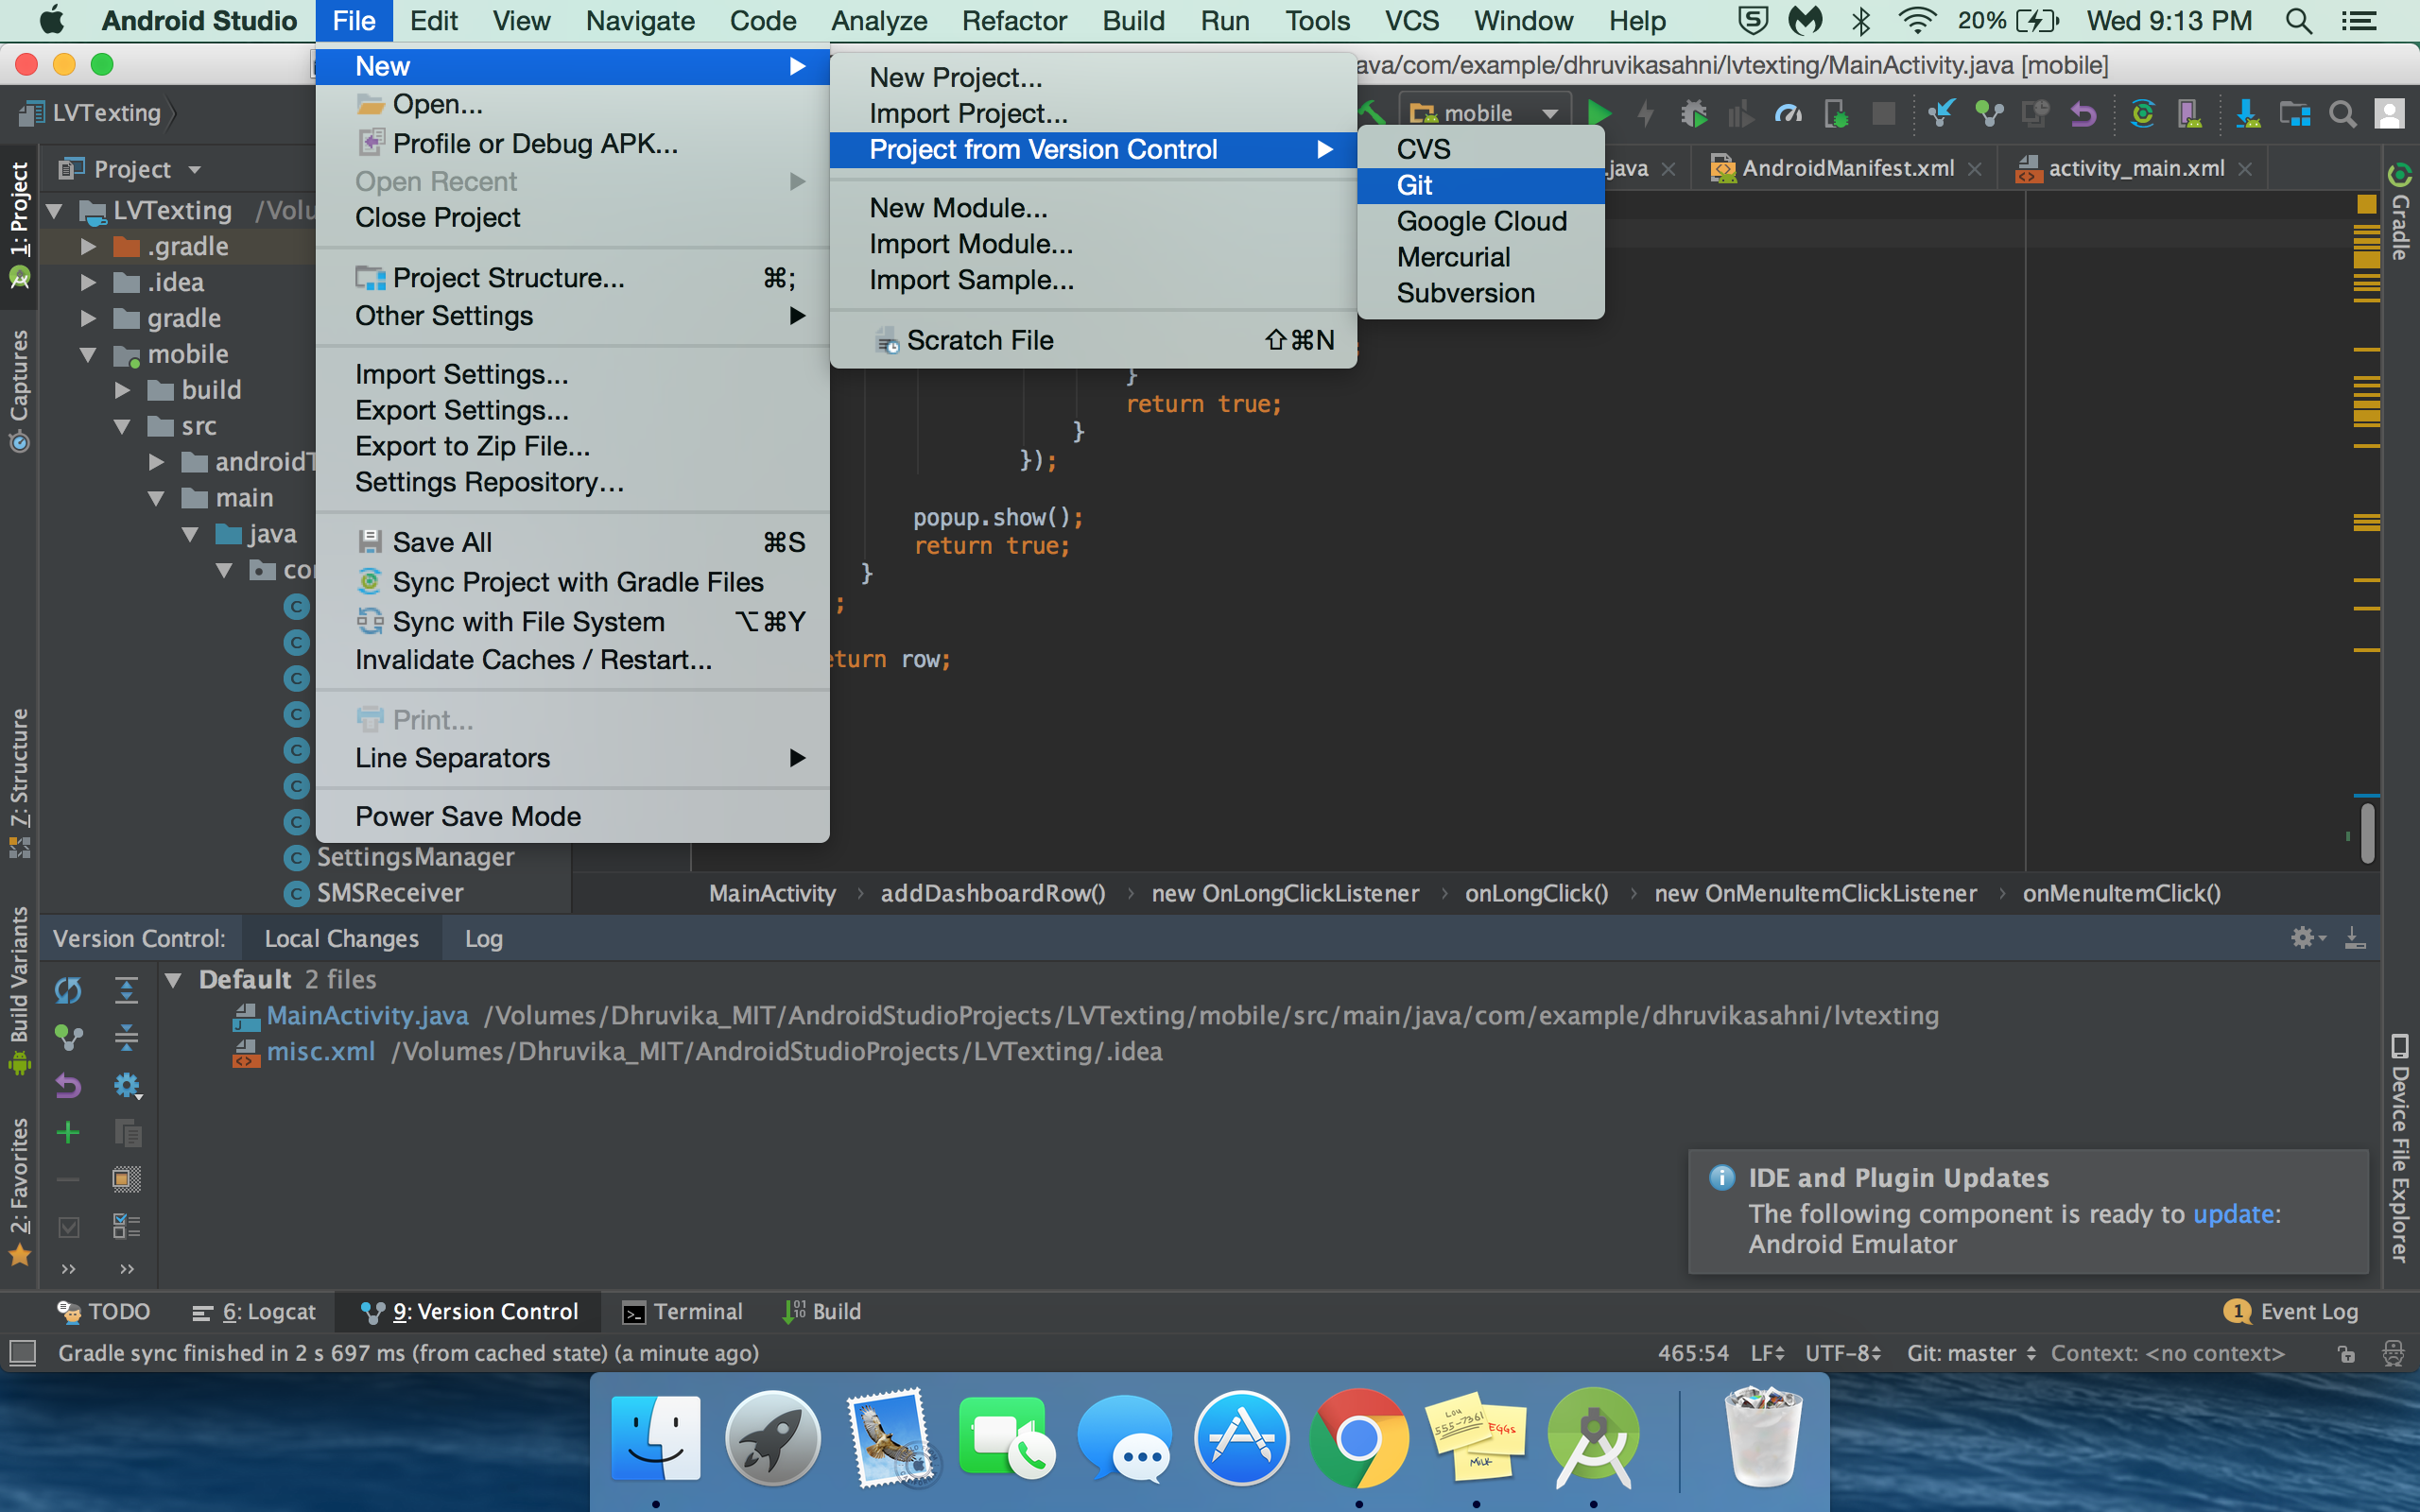 Android Studio File Edit View Navigate Code Analyze Refactor Build Run Tools VCS Window Help 20% Wed 9:13 PM
ava/com/example/dhruvikasahni/lvtexting/MainActivity.java [mobile]
LVTexting mobile
New
Open...
Profile or Debug APK...
Open Recent
Close Project
Project Structure... ⌘;
Other Settings
Import Settings...
Export Settings...
Export to Zip File...
Settings Repository...
Save All ⌘S
Sync Project with Gradle Files
Sync with File System ⌥⌘Y
Invalidate Caches / Restart...
Print...
Line Separators
Power Save Mode
New Project...
Import Project...
Project from Version Control
New Module...
Import Module...
Import Sample...
Scratch File ⇧⌘N
CVS
Git
Google Cloud
Mercurial
Subversion
.java AndroidManifest.xml activity_main.xml
1: Project
Captures
7: Structure
Build Variants
2: Favorites
Project
LVTexting /Volu
.gradle
.idea
gradle
mobile
build
src
androidT
main
java
co
SettingsManager
SMSReceiver
}
return true;
}
});
popup.show();
return true;
}
;
turn row;
Gradle
Device File Explorer
MainActivity addDashboardRow() new OnLongClickListener onLongClick() new OnMenuItemClickListener onMenuItemClick()
Version Control: Local Changes Log
Default 2 files
MainActivity.java /Volumes/Dhruvika_MIT/AndroidStudioProjects/LVTexting/mobile/src/main/java/com/example/dhruvikasahni/lvtexting
misc.xml /Volumes/Dhruvika_MIT/AndroidStudioProjects/LVTexting/.idea
IDE and Plugin Updates
The following component is ready to update:
Android Emulator
TODO 6: Logcat 9: Version Control Terminal Build 1 Event Log
Gradle sync finished in 2 s 697 ms (from cached state) (a minute ago) 465:54 LF UTF-8 Git: master Context: <no context>
LOU
555-7361
EGGS
MILK